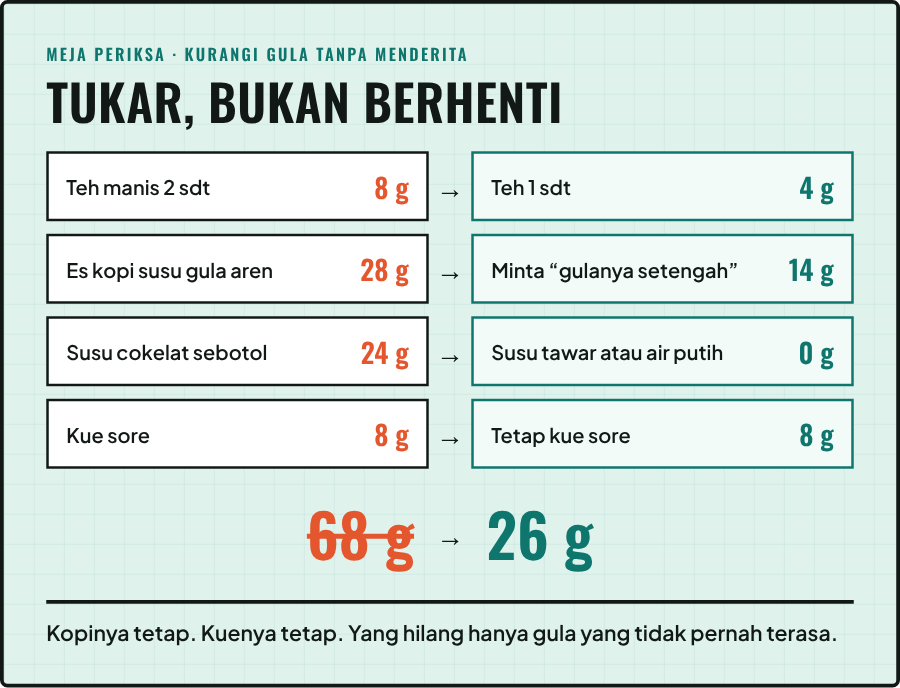 MEJA PERIKSA · KURANGI GULA TANPA MENDERITA
TUKAR, BUKAN BERHENTI
Teh manis 2 sdt 8 g → Teh 1 sdt 4 g
Es kopi susu gula aren 28 g → Minta “gulanya setengah” 14 g
Susu cokelat sebotol 24 g → Susu tawar atau air putih 0 g
Kue sore 8 g → Tetap kue sore 8 g
68 g → 26 g
Kopinya tetap. Kuenya tetap. Yang hilang hanya gula yang tidak pernah terasa.